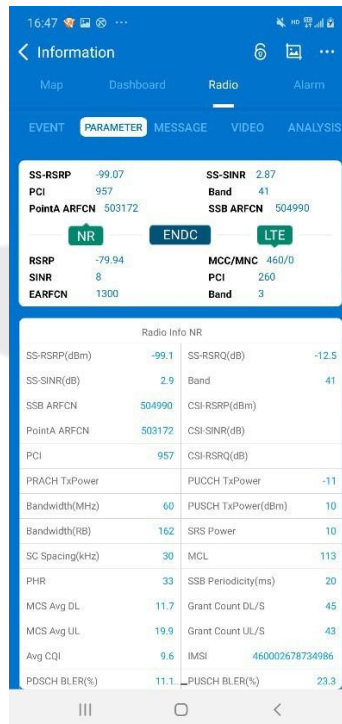 16:47
Information
Map Dashboard Radio Alarm
EVENT PARAMETER MESSAGE VIDEO ANALYSIS
SS-RSRP -99.07 SS-SINR 2.87
PCI 957 Band 41
PointA ARFCN 503172 SSB ARFCN 504990
NR ENDC LTE
RSRP -79.94 MCC/MNC 460/0
SINR 8 PCI 260
EARFCN 1300 Band 3
Radio Info NR
SS-RSRP(dBm) -99.1 SS-RSRQ(dB) -12.5
SS-SINR(dB) 2.9 Band 41
SSB ARFCN 504990 CSI-RSRP(dBm)
PointA ARFCN 503172 CSI-SINR(dB)
PCI 957 CSI-RSRQ(dB)
PRACH TxPower PUCCH TxPower -11
Bandwidth(MHz) 60 PUSCH TxPower(dBm) 10
Bandwidth(RB) 162 SRS Power 10
SC Spacing(kHz) 30 MCL 113
PHR 33 SSB Periodicity(ms) 20
MCS Avg DL 11.7 Grant Count DL/S 45
MCS Avg UL 19.9 Grant Count UL/S 43
Avg CQI 9.6 IMSI 460002678734986
PDSCH BLER(%) 11.1 PUSCH BLER(%) 23.3